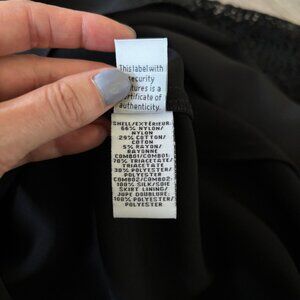 This label with
security
tures is a
certificate of
authenticity.
SHELL/EXTÉRIEUR:
66% NYLON/
NYLON
29% COTTON/
COTON
5% RAYON/
RAYONNE
COMBO1/COMBO1:
70% TRIACETATE/
TRIACETATE
30% POLYESTER/
POLYESTER
COMBO2/COMBO2:
100% SILK/SOIE
SKIRT LINING/
JUPE DOUBLURE:
100% POLYESTER/
POLYESTER